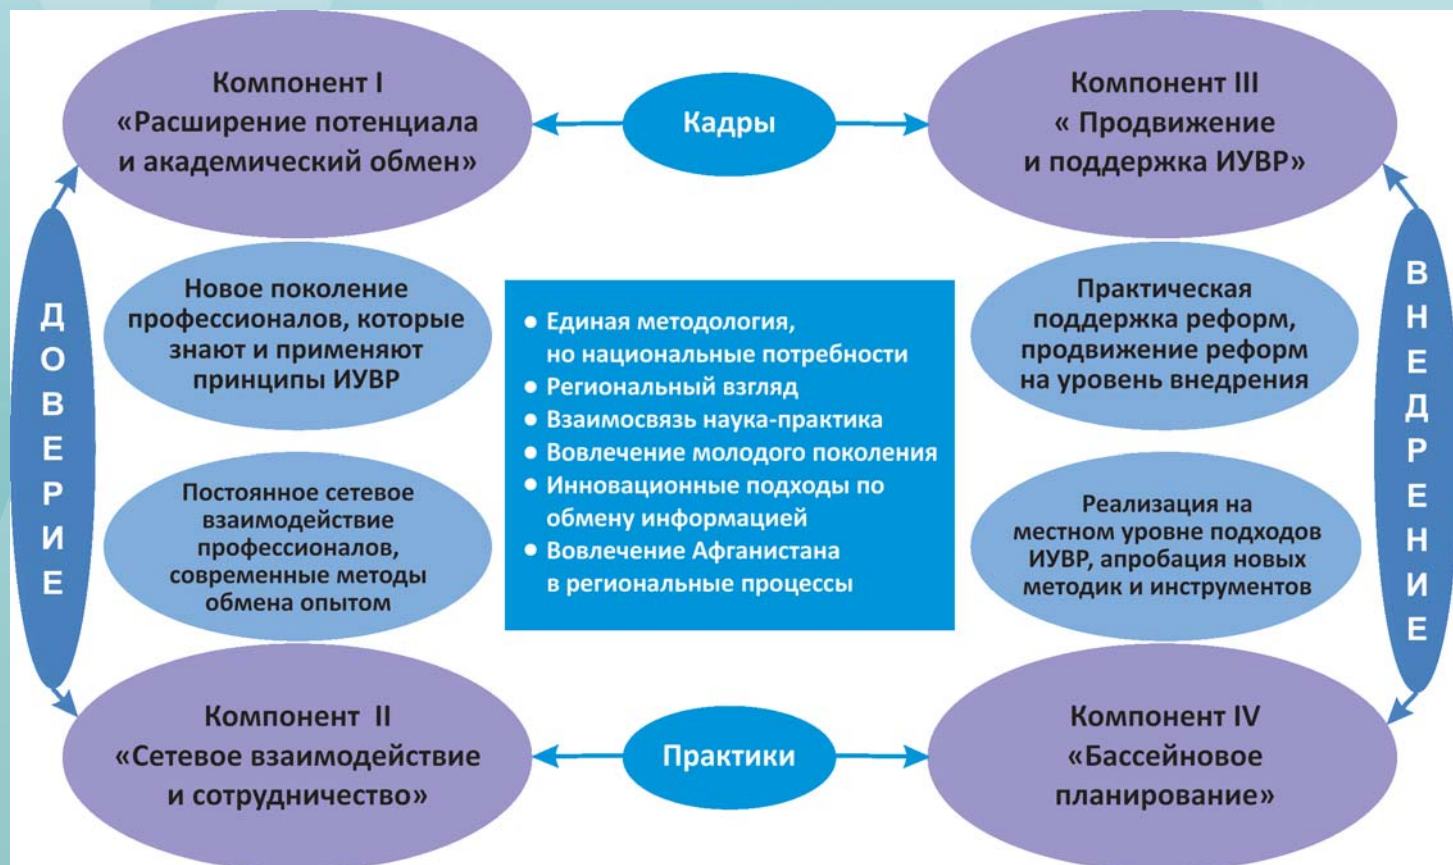 Компонент I
«Расширение потенциала
и академический обмен»
Кадры
Компонент III
« Продвижение
и поддержка ИУВР»
ДОВЕРИЕ
Новое поколение
профессионалов, которые
знают и применяют
принципы ИУВР
Постоянное сетевое
взаимодействие
профессионалов,
современные методы
обмена опытом
● Единая методология,
но национальные потребности
● Региональный взгляд
● Взаимосвязь наука-практика
● Вовлечение молодого поколения
● Инновационные подходы по
обмену информацией
● Вовлечение Афганистана
в региональные процессы
Практическая
поддержка реформ,
продвижение реформ
на уровень внедрения
Реализация на
местном уровне подходов
ИУВР, апробация новых
методик и инструментов
ВНЕДРЕНИЕ
Компонент II
«Сетевое взаимодействие
и сотрудничество»
Практики
Компонент IV
«Бассейновое
планирование»